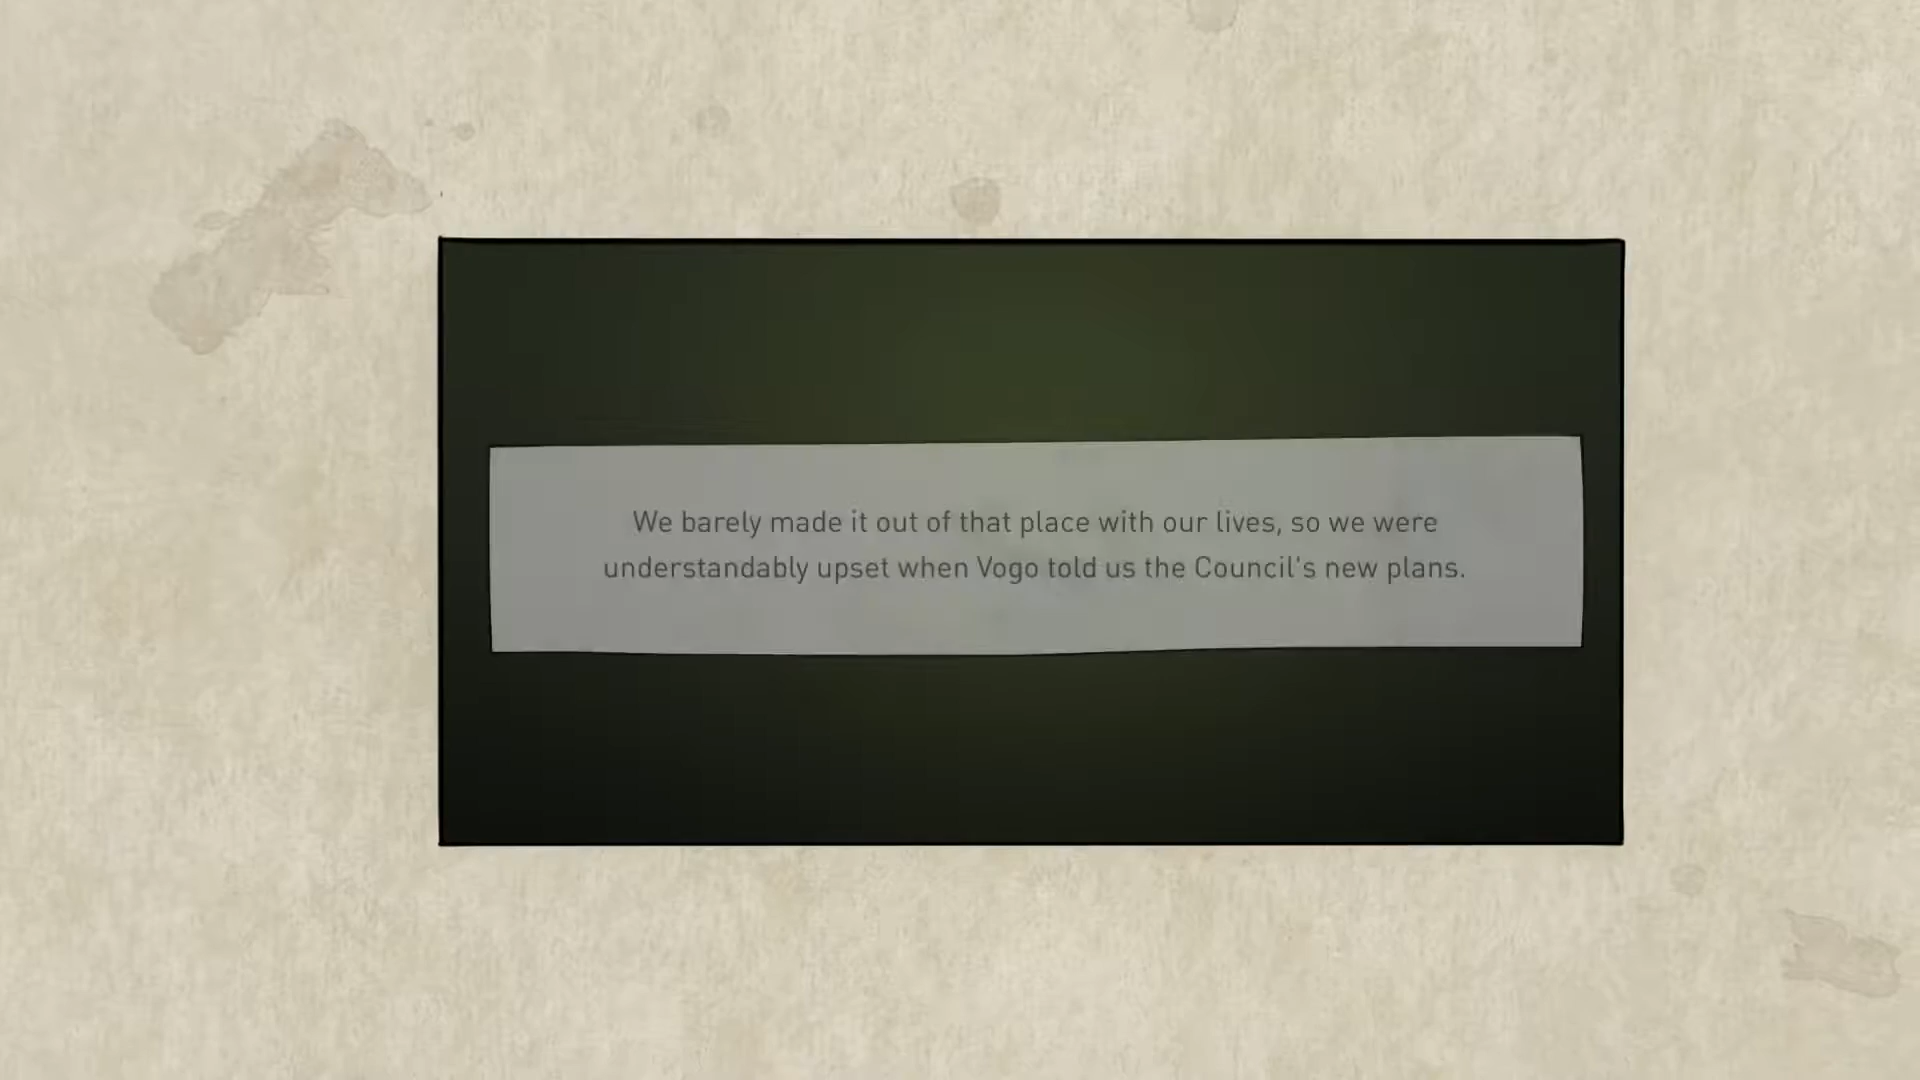 We barely made it out of that place with our lives, so we were
understandably upset when Vogo told us the Council's new plans.